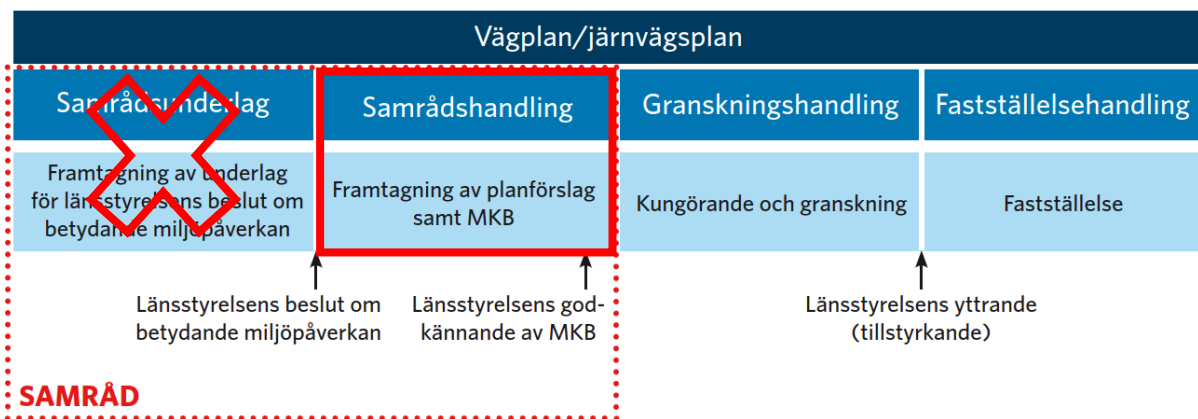 Vägplan/järnvägsplan
Samrådsunderlag
Samrådshandling
Granskningshandling
Fastställelsehandling
Framtagning av underlag
för länsstyrelsens beslut om
betydande miljöpåverkan
Framtagning av planförslag
samt MKB
Kungörande och granskning
Fastställelse
Länsstyrelsens beslut om
betydande miljöpåverkan
Länsstyrelsens god-
kännande av MKB
Länsstyrelsens yttrande
(tillstyrkande)
SAMRÅD